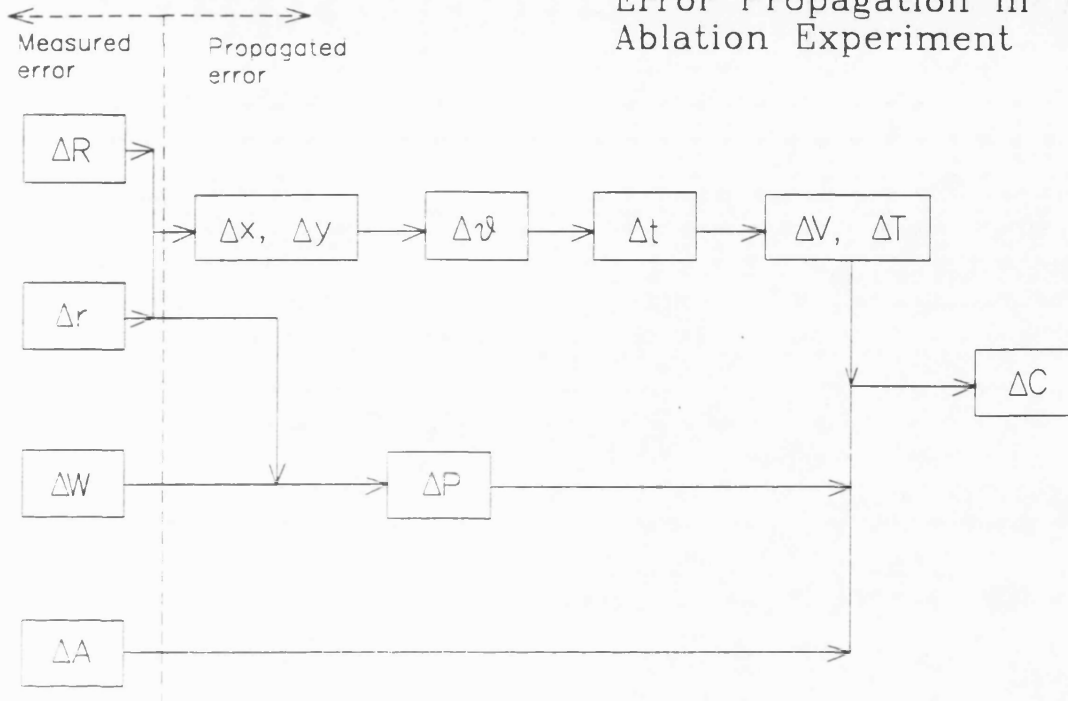 Error Propagation in
Ablation Experiment
Measured
error
Propagated
error
ΔR
Δx, Δy
Δϑ
Δt
ΔV, ΔT
Δr
ΔC
ΔW
ΔP
ΔA